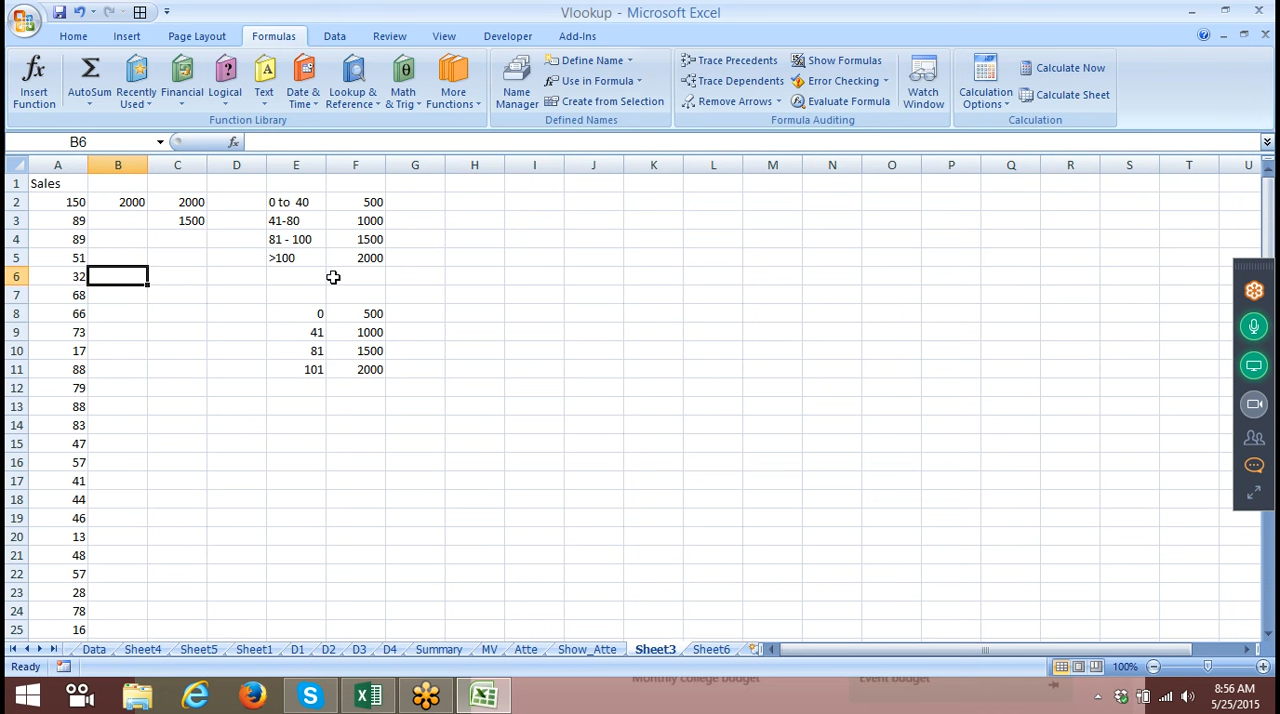 Vlookup - Microsoft Excel
Home Insert Page Layout Formulas Data Review View Developer Add-Ins
Insert Function
AutoSum
Recently Used
Financial
Logical
Text
Date & Time
Lookup & Reference
Math & Trig
More Functions
Function Library
Name Manager
Define Name
Use in Formula
Create from Selection
Defined Names
Trace Precedents
Trace Dependents
Remove Arrows
Show Formulas
Error Checking
Evaluate Formula
Formula Auditing
Watch Window
Calculation Options
Calculate Now
Calculate Sheet
Calculation
B6 fx
A B C D E F G H I J K L M N O P Q R S T U
1 Sales
2 150 2000 2000 0 to 40 500
3 89 1500 41-80 1000
4 89 81 - 100 1500
5 51 >100 2000
6 32
7 68
8 66 0 500
9 73 41 1000
10 17 81 1500
11 88 101 2000
12 79
13 88
14 83
15 47
16 57
17 41
18 44
19 46
20 13
21 48
22 57
23 28
24 78
25 16
Data Sheet4 Sheet5 Sheet1 D1 D2 D3 D4 Summary MV Atte Show_Atte Sheet3 Sheet6
Ready 100%
Monthly college budget Event budget
8:56 AM
5/25/2015